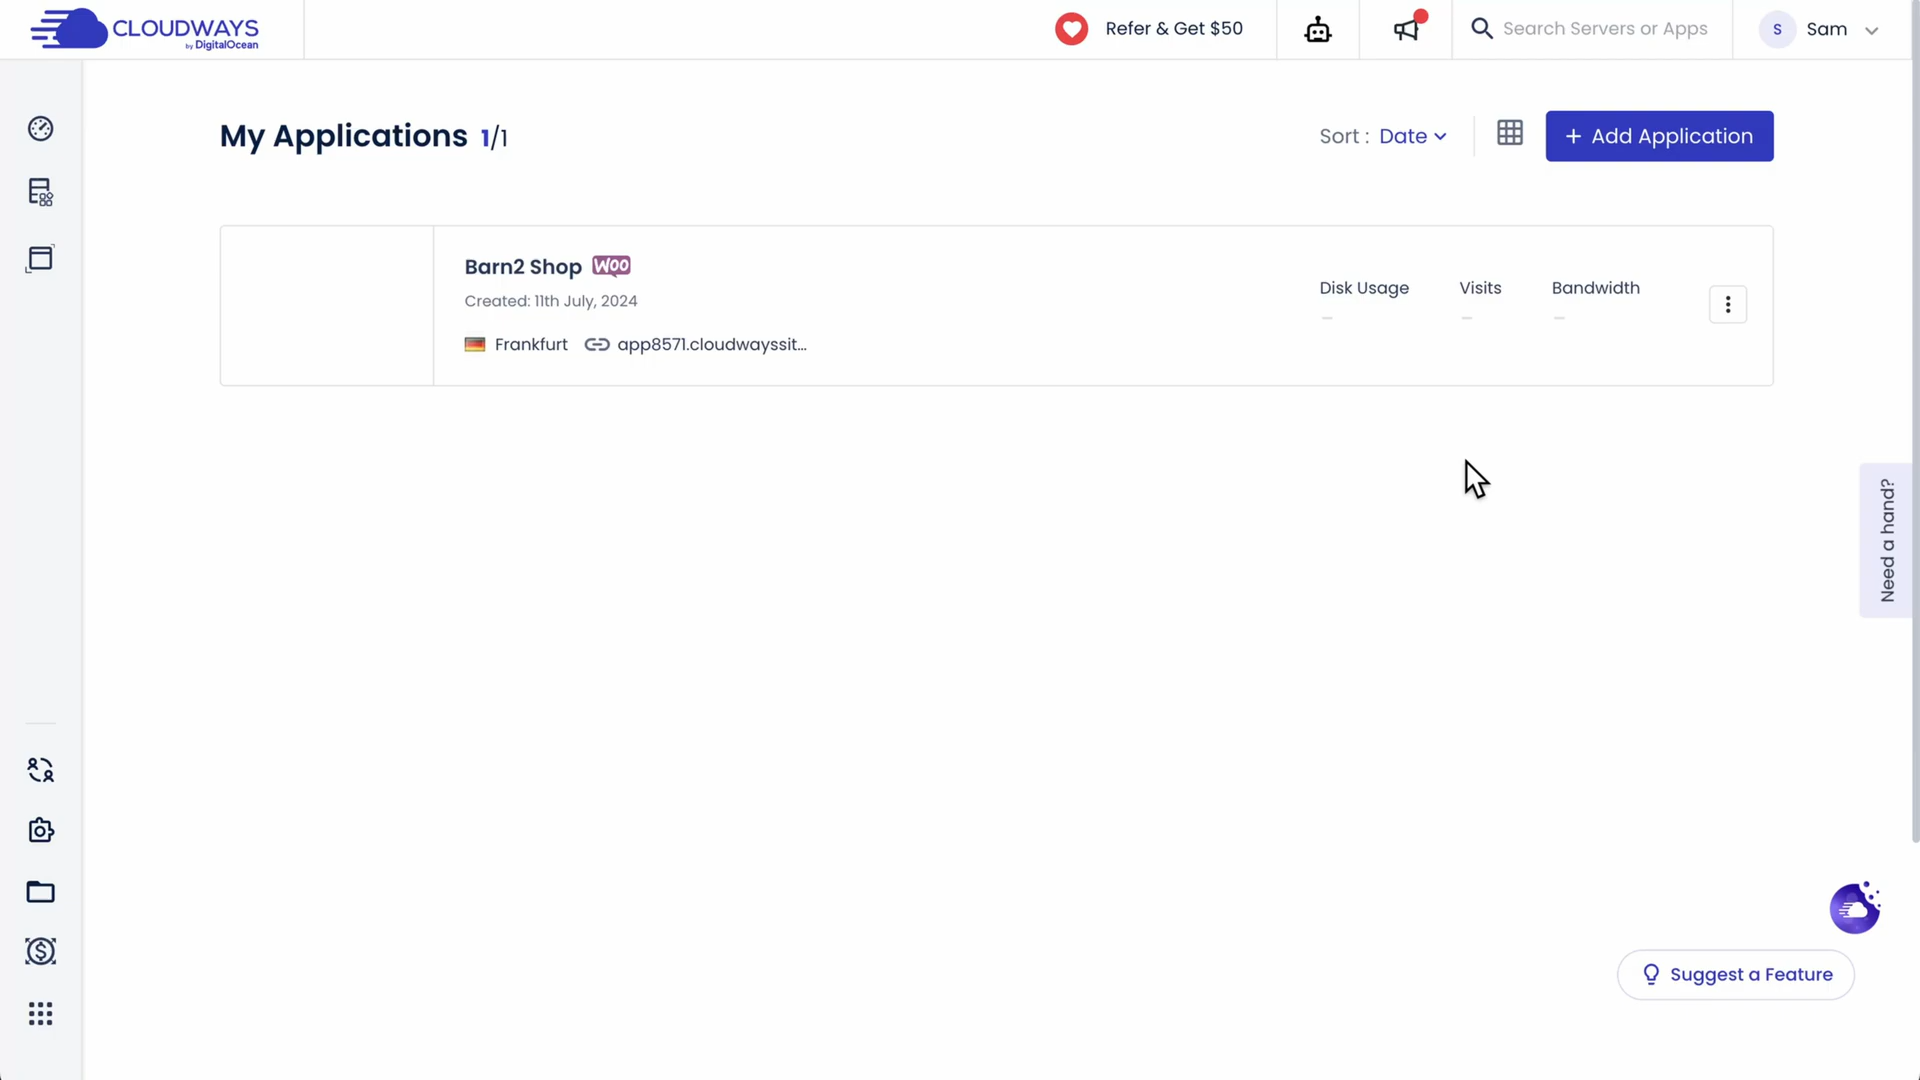 CLOUDWAYS
by DigitalOcean
Refer & Get $50
Search Servers or Apps
S
Sam
My Applications 1/1
Sort : Date
+ Add Application
Barn2 Shop
WOO
Created: 11th July, 2024
Frankfurt
app8571.cloudwayssit...
Disk Usage
Visits
Bandwidth
–
–
–
Need a hand?
Suggest a Feature